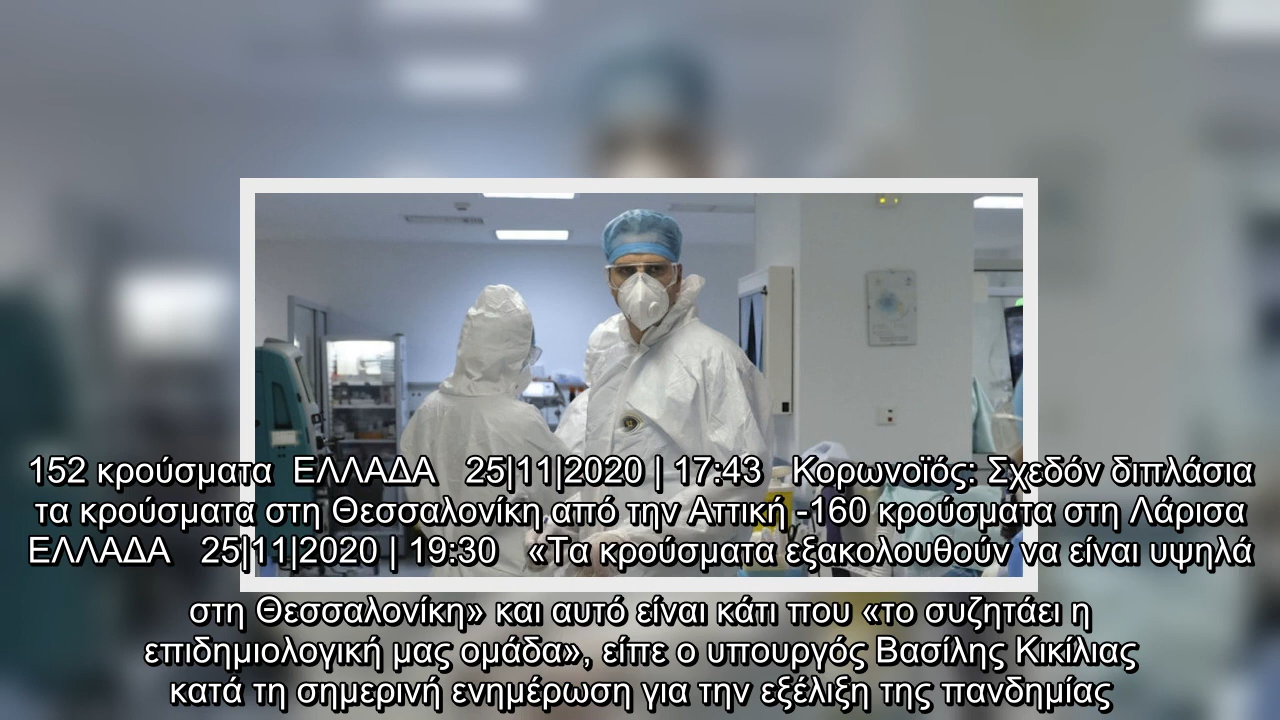 152 κρούσματα ΕΛΛΑΔΑ 25|11|2020 | 17:43 Κορωνοϊός: Σχεδόν διπλάσια
τα κρούσματα στη Θεσσαλονίκη από την Αττική -160 κρούσματα στη Λάρισα
ΕΛΛΑΔΑ 25|11|2020 | 19:30 «Τα κρούσματα εξακολουθούν να είναι υψηλά
στη Θεσσαλονίκη» και αυτό είναι κάτι που «το συζητάει η
επιδημιολογική μας ομάδα», είπε ο υπουργός Βασίλης Κικίλιας
κατά τη σημερινή ενημέρωση για την εξέλιξη της πανδημίας